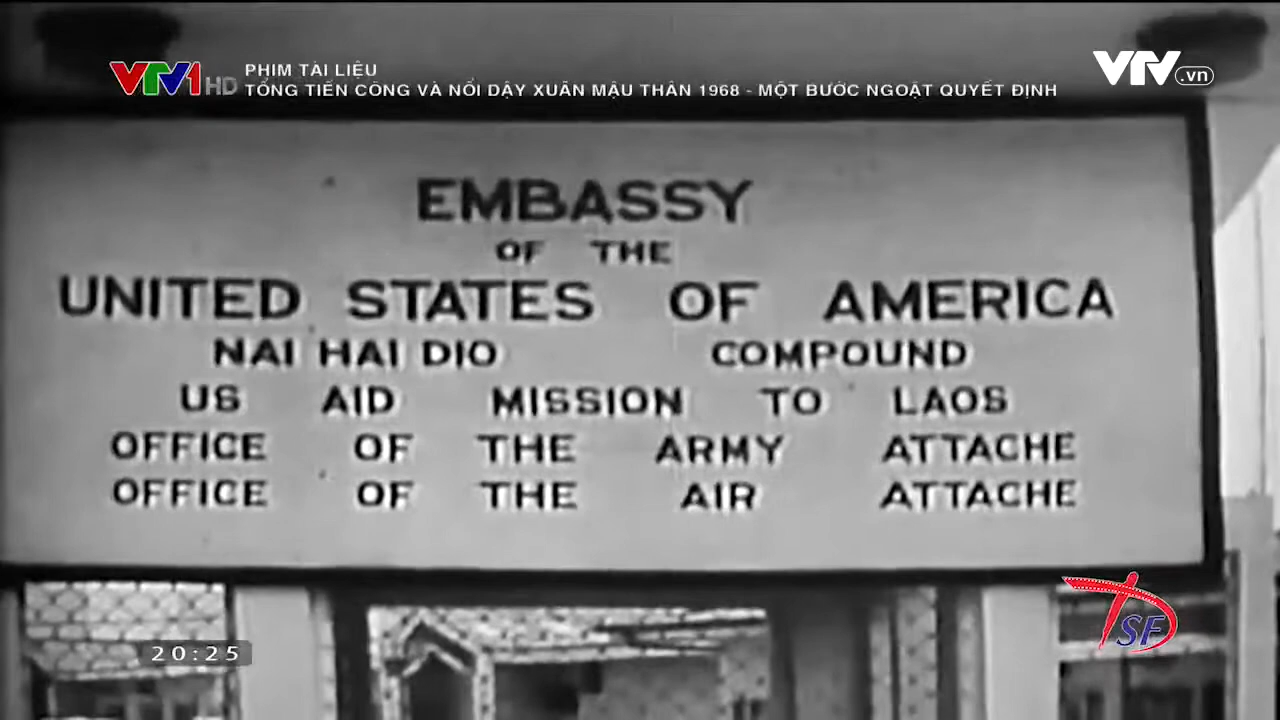 VTV1 HD
PHIM TÀI LIỆU
TỔNG TIẾN CÔNG VÀ NỔI DẬY XUÂN MẬU THÂN 1968 - MỘT BƯỚC NGOẶT QUYẾT ĐỊNH
VTV.vn
EMBASSY
OF THE
UNITED STATES OF AMERICA
NAI HAI DIO COMPOUND
US AID MISSION TO LAOS
OFFICE OF THE ARMY ATTACHE
OFFICE OF THE AIR ATTACHE
SF
20:25